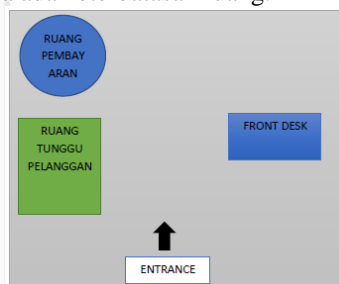 RUANG
PEMBAY
ARAN
RUANG
TUNGGU
PELANGGAN
FRONT DESK
ENTRANCE